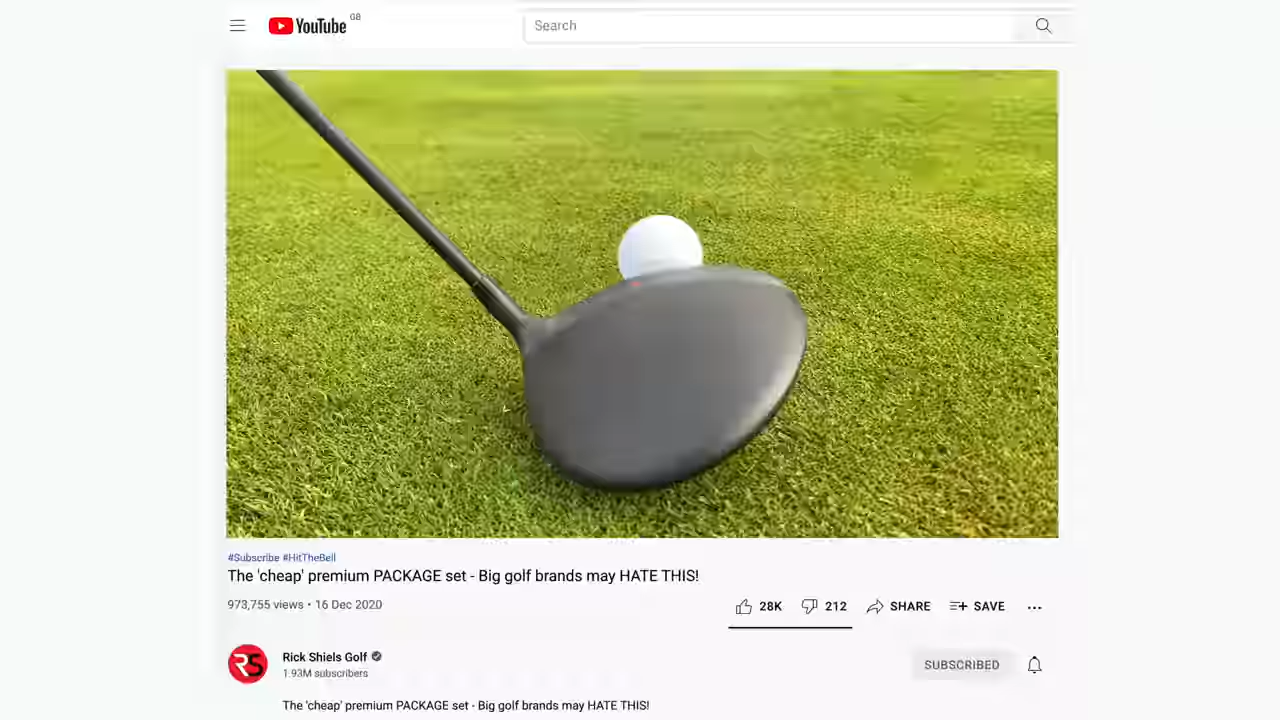 YouTube GB
Search
#Subscribe #HitTheBell
The 'cheap' premium PACKAGE set - Big golf brands may HATE THIS!
973,755 views • 16 Dec 2020
28K 212 SHARE SAVE
RS
Rick Shiels Golf
1.93M subscribers
SUBSCRIBED
The 'cheap' premium PACKAGE set - Big golf brands may HATE THIS!